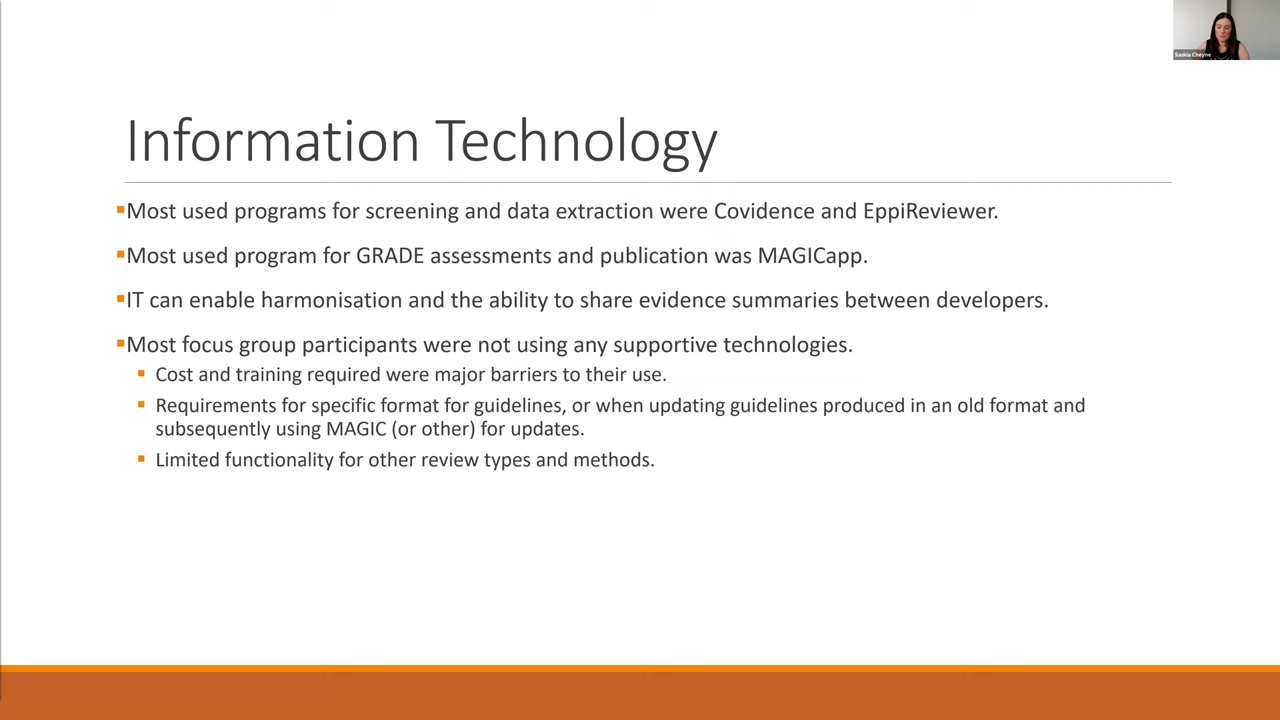 Saskia Cheyne
Information Technology
▪Most used programs for screening and data extraction were Covidence and EppiReviewer.
▪Most used program for GRADE assessments and publication was MAGICapp.
▪IT can enable harmonisation and the ability to share evidence summaries between developers.
▪Most focus group participants were not using any supportive technologies.
▪ Cost and training required were major barriers to their use.
▪ Requirements for specific format for guidelines, or when updating guidelines produced in an old format and
subsequently using MAGIC (or other) for updates.
▪ Limited functionality for other review types and methods.